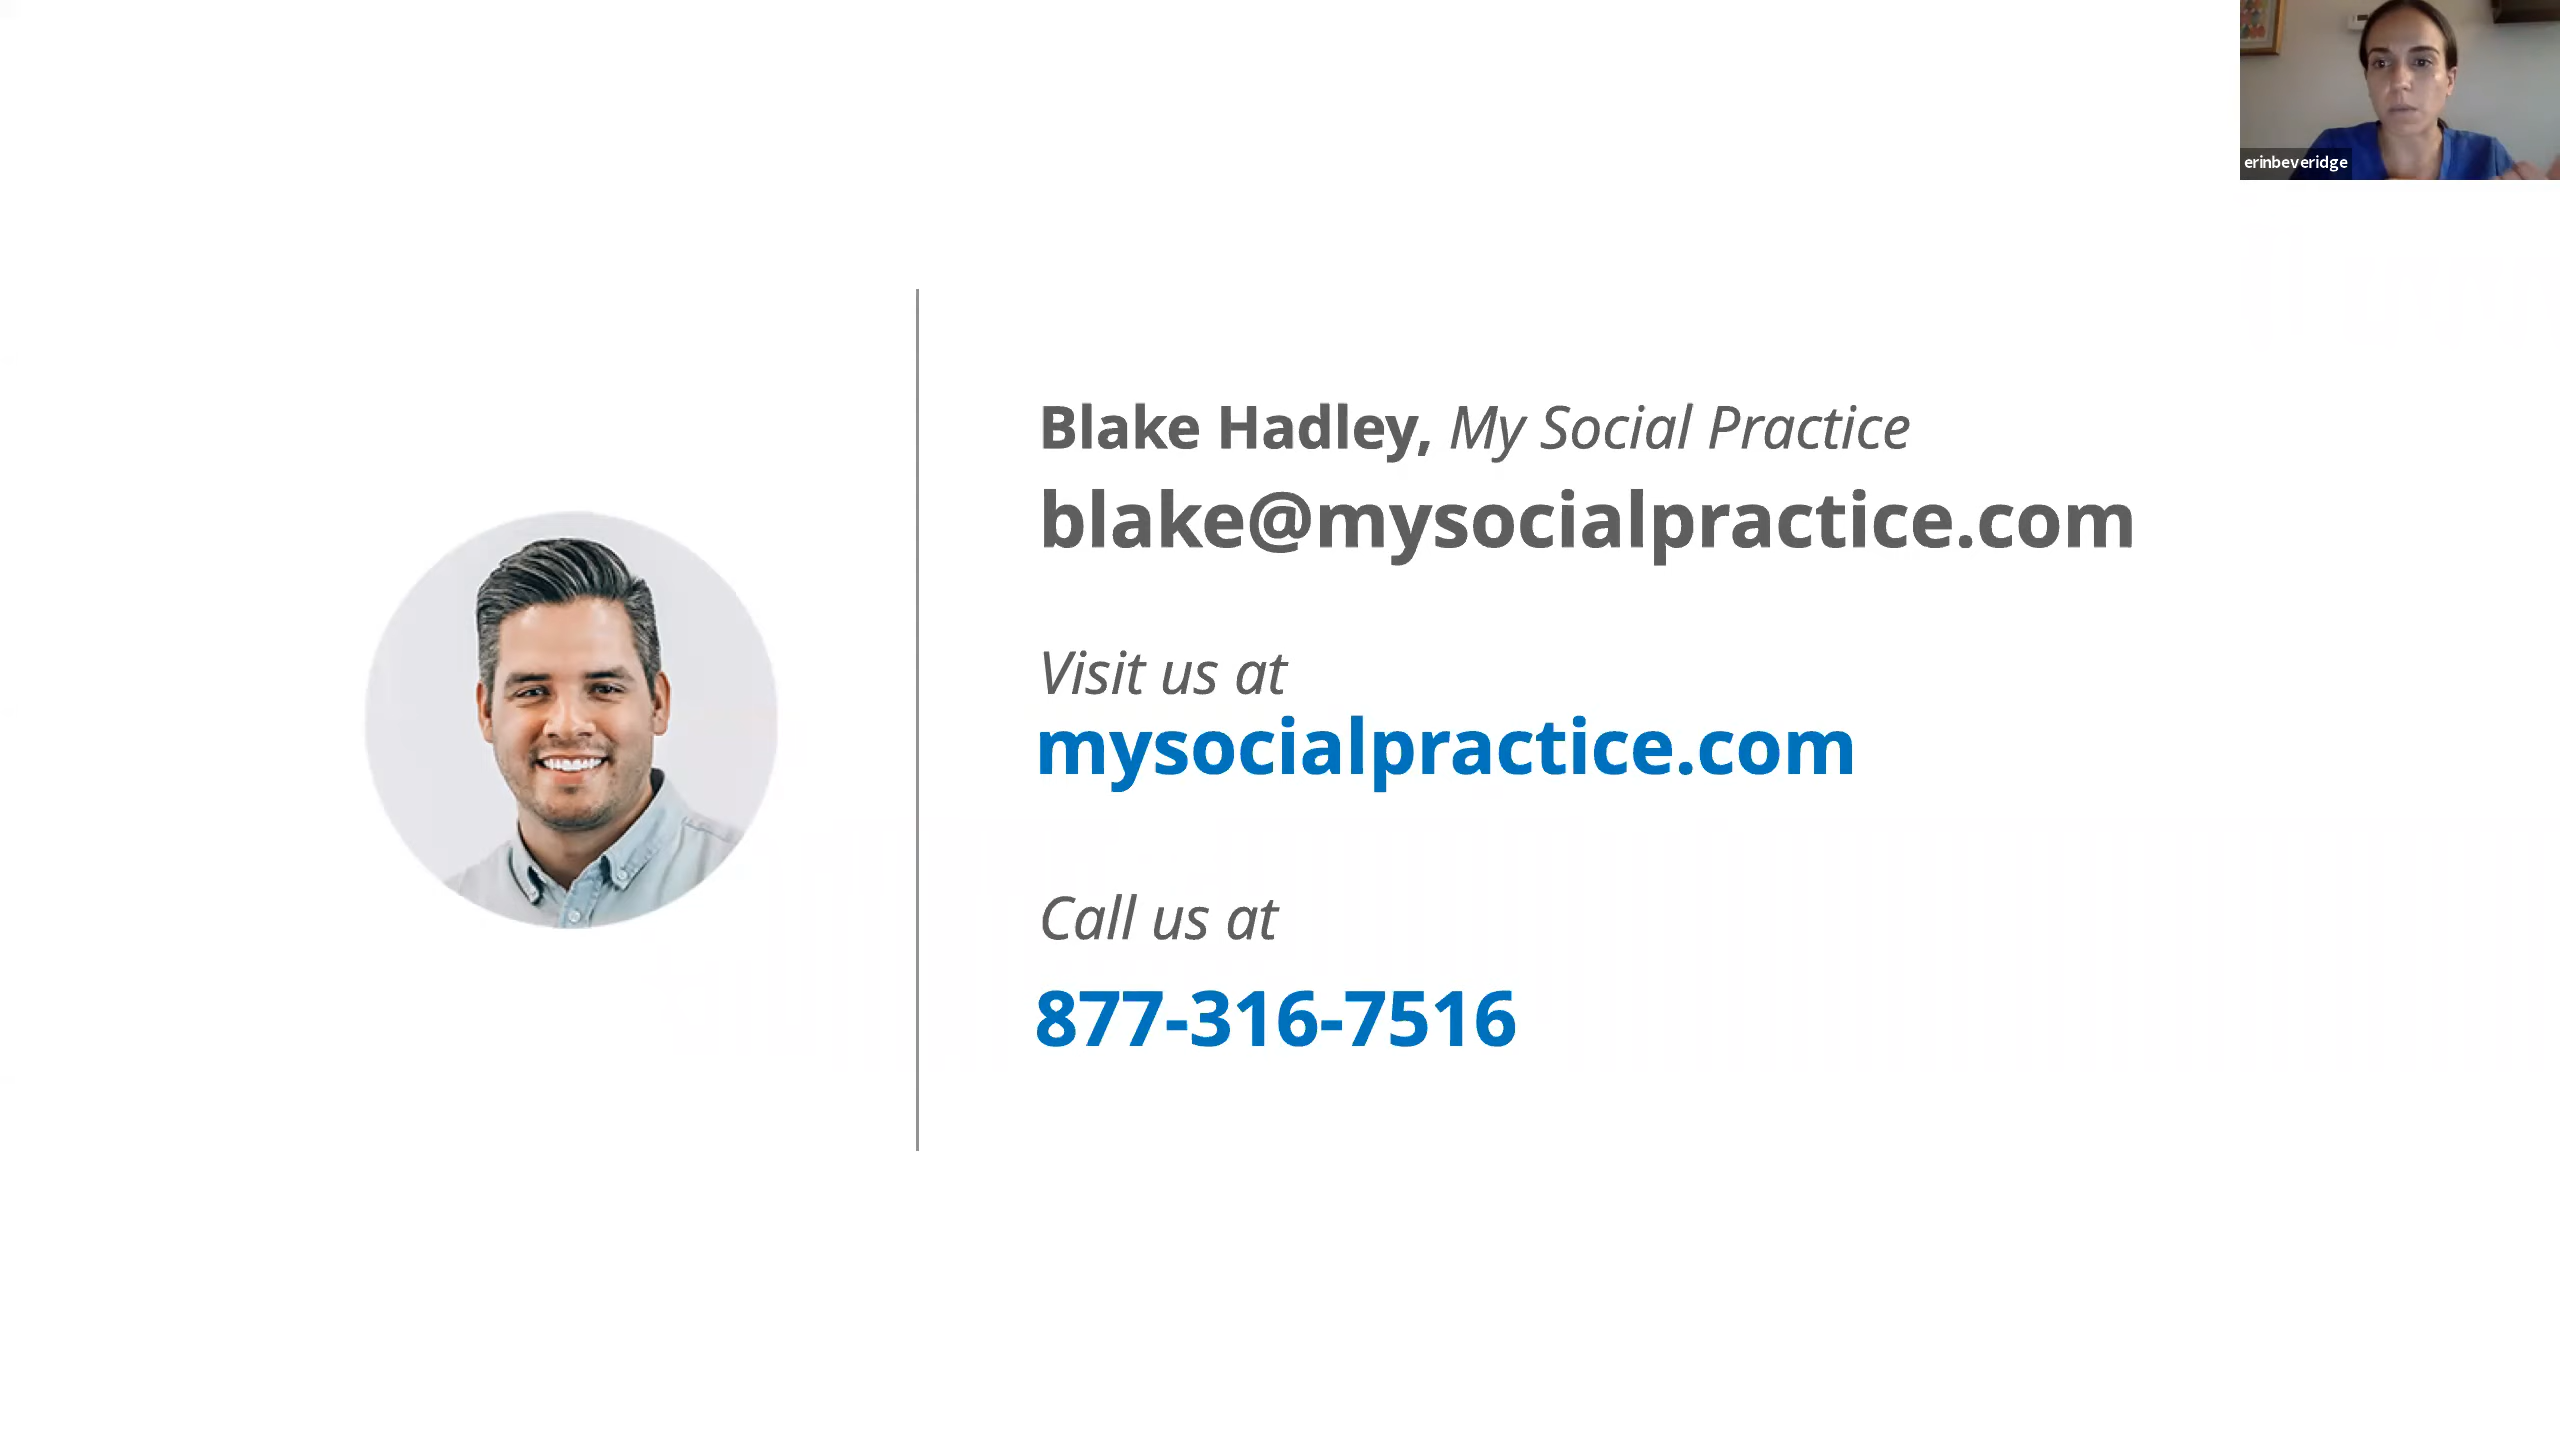 erinbeveridge
Blake Hadley, My Social Practice
blake@mysocialpractice.com
Visit us at
mysocialpractice.com
Call us at
877-316-7516